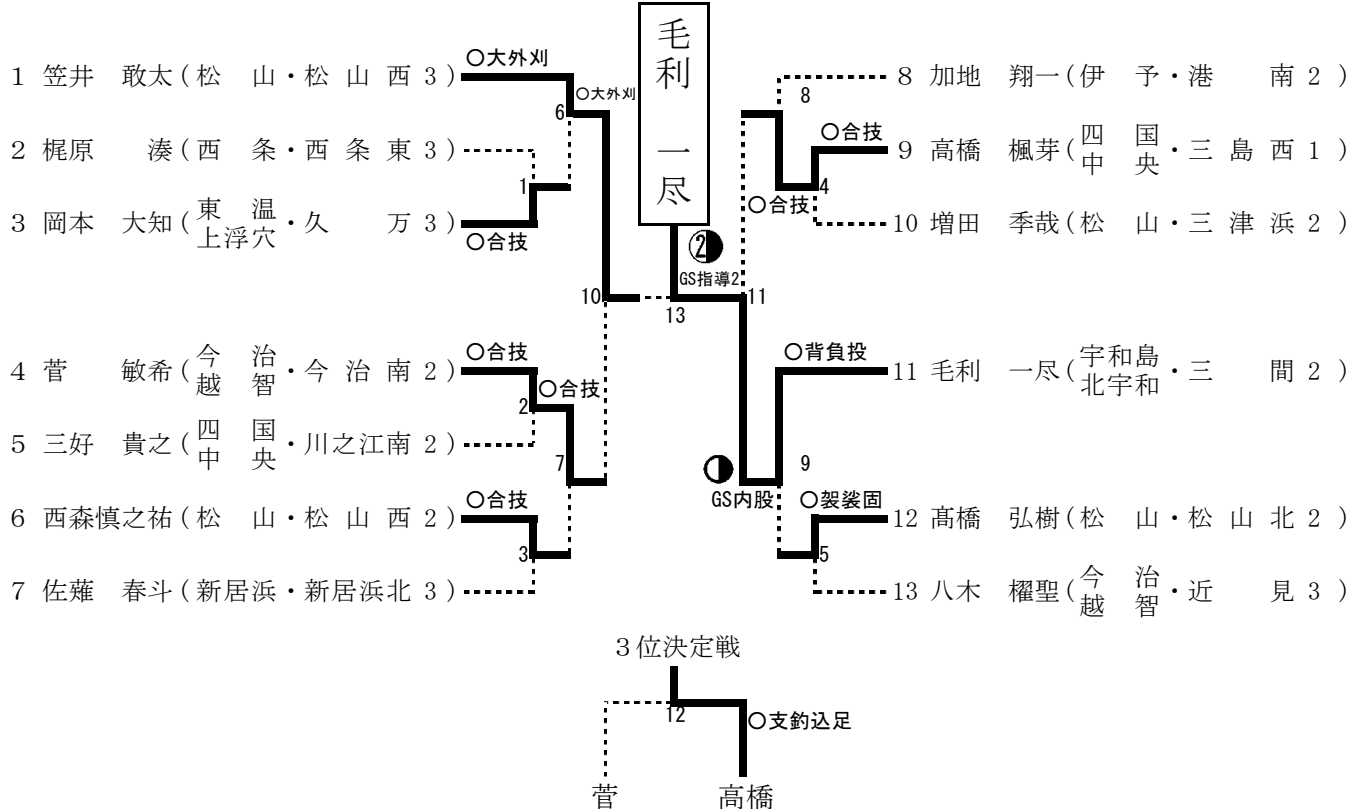 毛利 一尽
1 笠井 敢太(松 山・松 山 西 3)
○大外刈
○大外刈
6
2 梶原 湊(西 条・西 条 東 3)
1
3 岡本 大知(東温上浮穴・久 万 3)
○合技
10
4 菅 敏希(今治越智・今 治 南 2)
○合技
○合技
2
5 三好 貴之(四国中央・川之江南 2)
7
6 西森慎之祐(松 山・松 山 西 2)
○合技
3
7 佐薙 春斗(新居浜・新居浜北 3)
②
GS指導2
13
8 加地 翔一(伊 予・港 南 2)
8
○合技
9 高橋 楓芽(四国中央・三 島 西 1)
4
○合技
10 増田 季哉(松 山・三 津 浜 2)
11
○背負投
11 毛利 一尽(宇和島北宇和・三 間 2)
9
GS内股
○袈裟固
12 髙橋 弘樹(松 山・松 山 北 2)
5
13 八木 櫂聖(今治越智・近 見 3)
3位決定戦
12
○支釣込足
菅 高橋